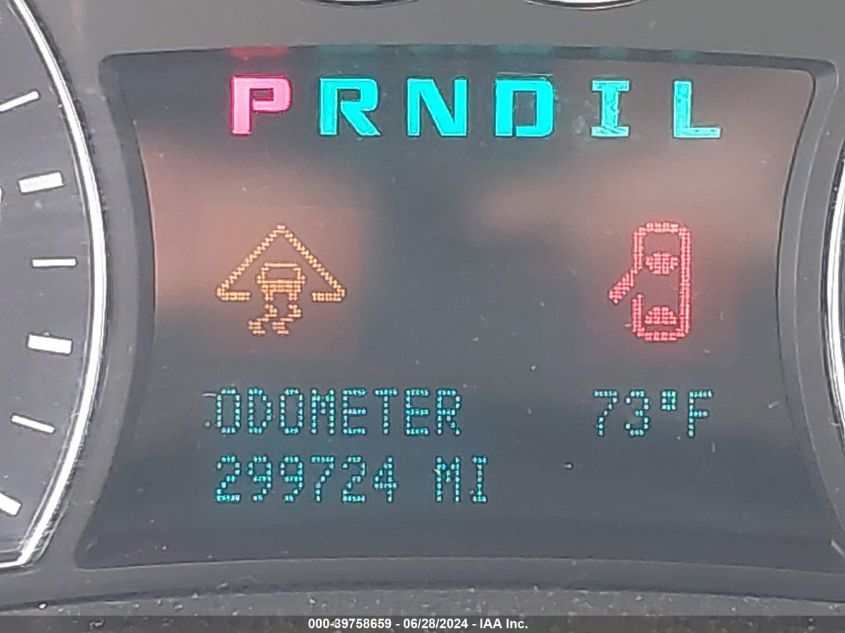 PRNDIL
ODOMETER 73°F
299724 MI
000-39758659 - 06/28/2024 - IAA Inc.